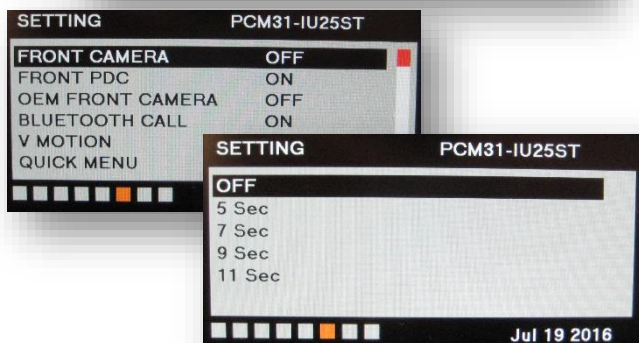 SETTING PCM31-IU25ST
FRONT CAMERA OFF
FRONT PDC ON
OEM FRONT CAMERA OFF
BLUETOOTH CALL ON
V MOTION
QUICK MENU
SETTING PCM31-IU25ST
OFF
5 Sec
7 Sec
9 Sec
11 Sec
Jul 19 2016